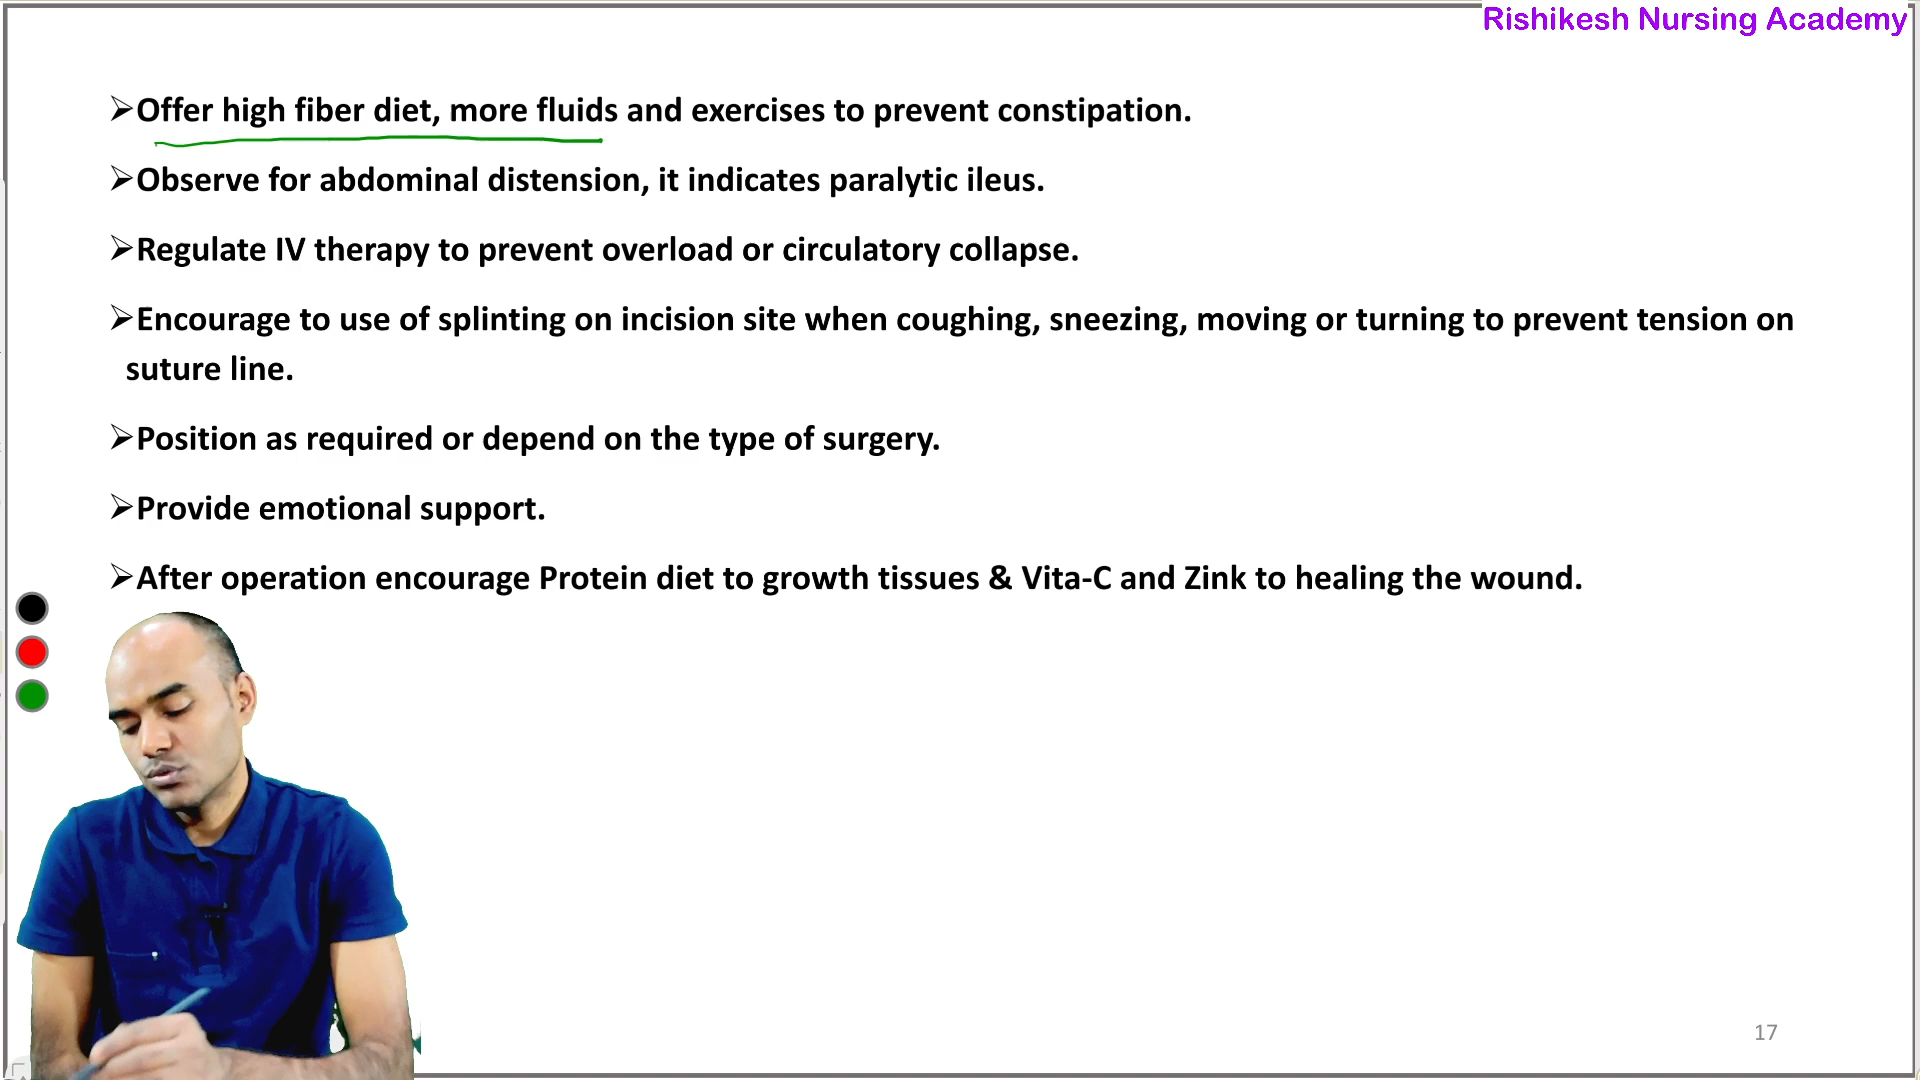 Rishikesh Nursing Academy
➢Offer high fiber diet, more fluids and exercises to prevent constipation.
➢Observe for abdominal distension, it indicates paralytic ileus.
➢Regulate IV therapy to prevent overload or circulatory collapse.
➢Encourage to use of splinting on incision site when coughing, sneezing, moving or turning to prevent tension on
suture line.
➢Position as required or depend on the type of surgery.
➢Provide emotional support.
➢After operation encourage Protein diet to growth tissues & Vita-C and Zink to healing the wound.
17